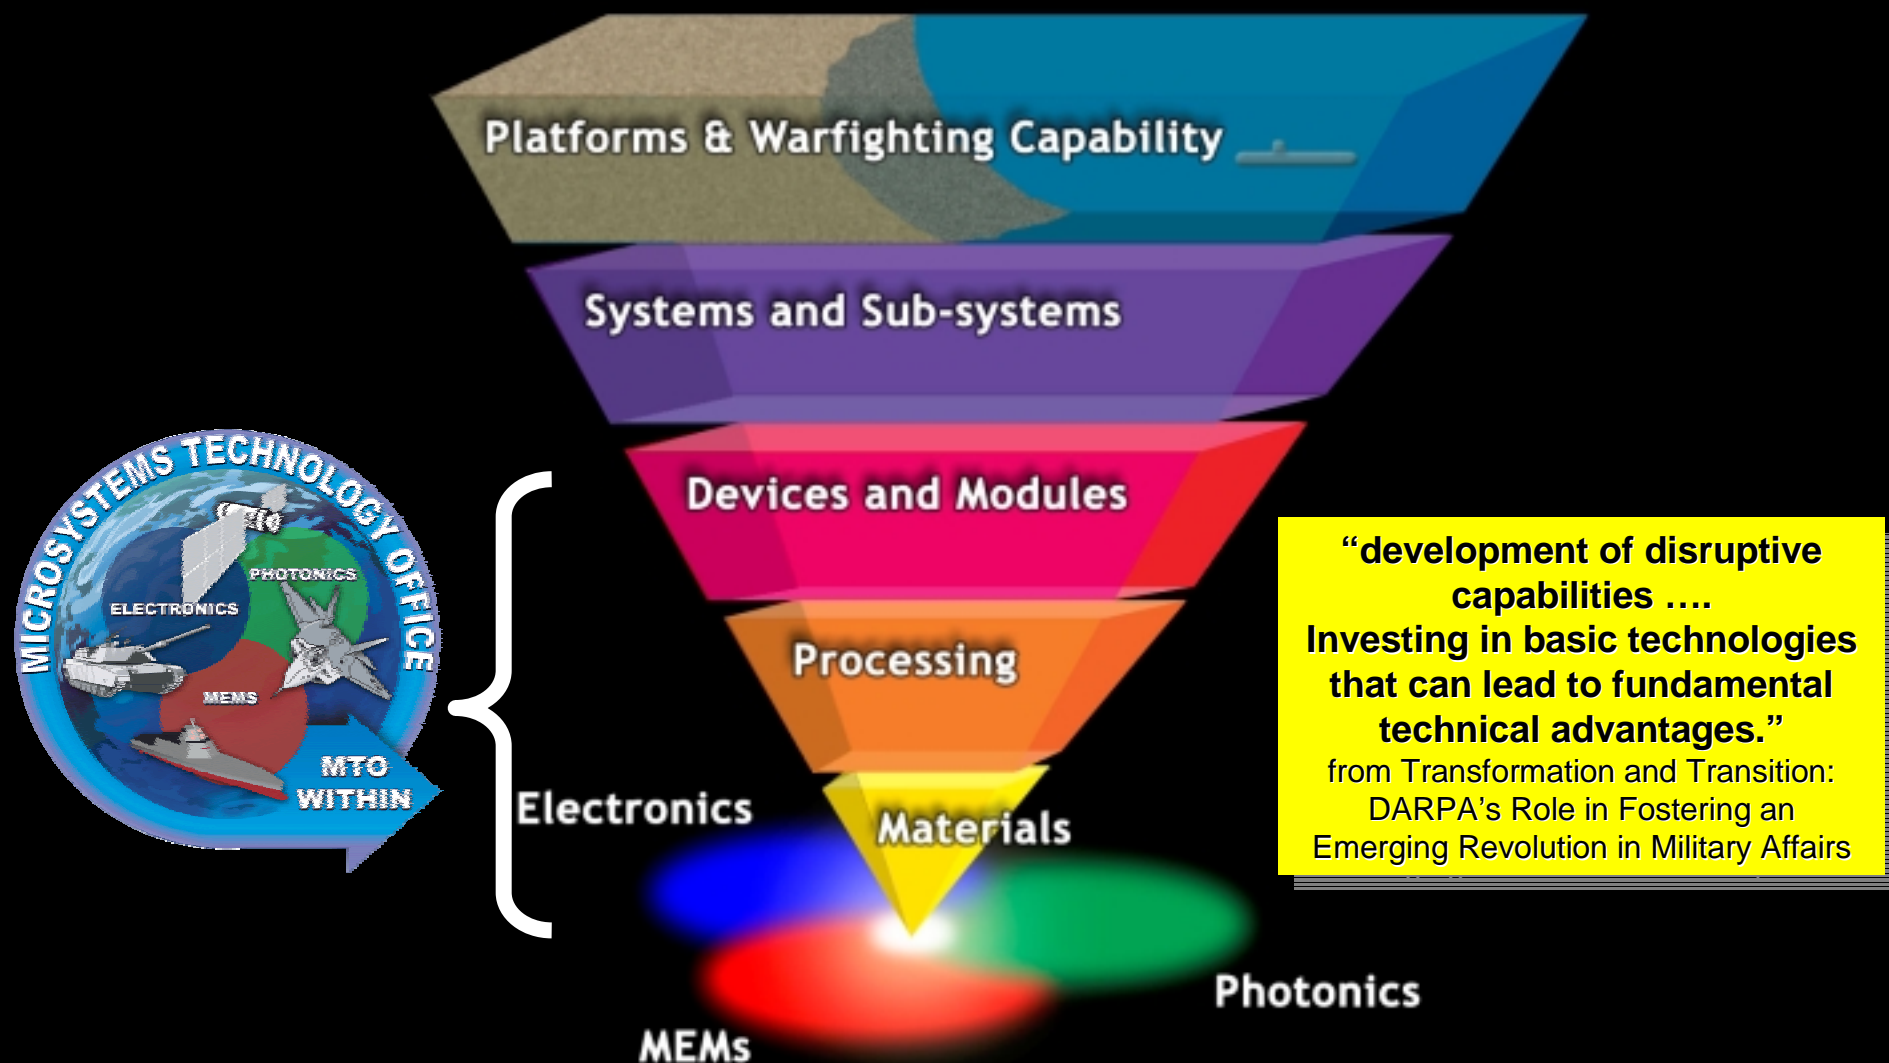 Platforms & Warfighting Capability
Systems and Sub-systems
Devices and Modules
Processing
Materials
Electronics
Photonics
MEMs
MICROSYSTEMS TECHNOLOGY OFFICE
PHOTONICS
ELECTRONICS
MEMS
MTO
WITHIN
“development of disruptive
capabilities ….
Investing in basic technologies
that can lead to fundamental
technical advantages.”
from Transformation and Transition:
DARPA’s Role in Fostering an
Emerging Revolution in Military Affairs